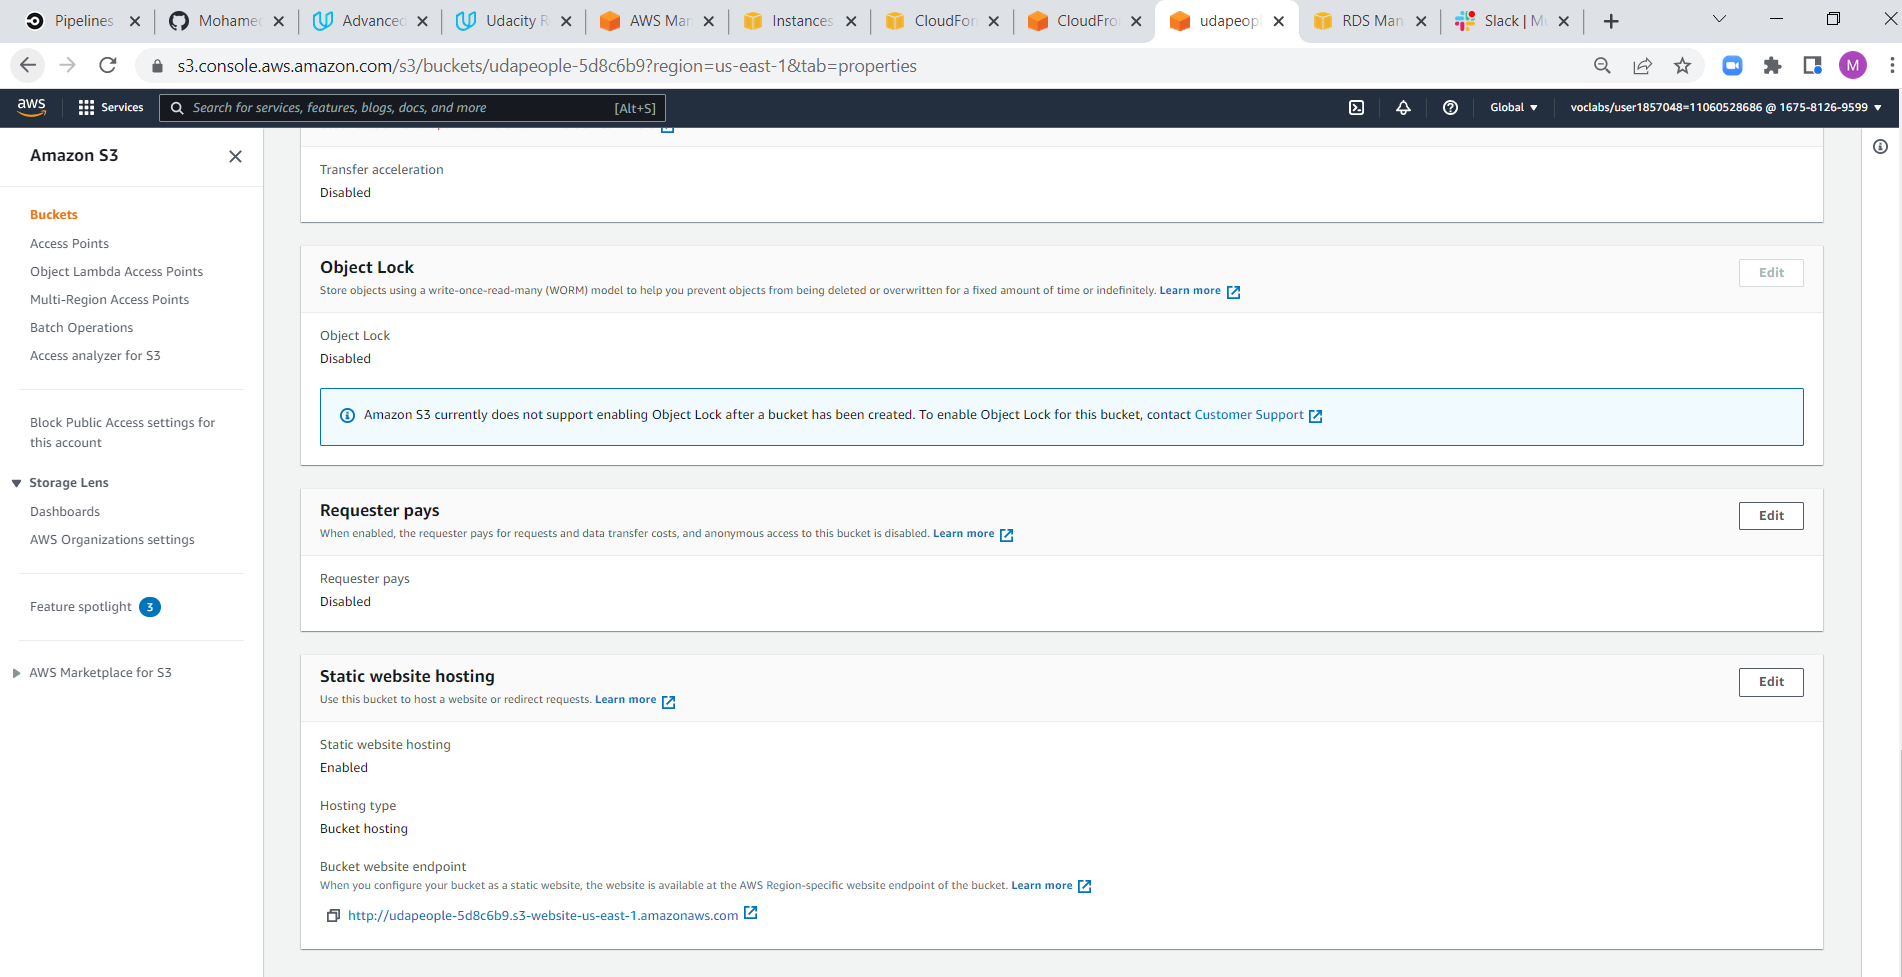 Pipelines
Mohamed
Advanced
Udacity R
AWS Man
Instances
CloudFor
CloudFro
udapeopl
RDS Man
Slack | M
s3.console.aws.amazon.com/s3/buckets/udapeople-5d8c6b9?region=us-east-1&tab=properties
M
aws
Services
Search for services, features, blogs, docs, and more
[Alt+S]
Global
voclabs/user1857048=11060528686 @ 1675-8126-9599
Amazon S3
Buckets
Access Points
Object Lambda Access Points
Multi-Region Access Points
Batch Operations
Access analyzer for S3
Block Public Access settings for
this account
Storage Lens
Dashboards
AWS Organizations settings
Feature spotlight 3
AWS Marketplace for S3
Transfer acceleration
Disabled
Object Lock
Edit
Store objects using a write-once-read-many (WORM) model to help you prevent objects from being deleted or overwritten for a fixed amount of time or indefinitely. Learn more
Object Lock
Disabled
Amazon S3 currently does not support enabling Object Lock after a bucket has been created. To enable Object Lock for this bucket, contact Customer Support
Requester pays
Edit
When enabled, the requester pays for requests and data transfer costs, and anonymous access to this bucket is disabled. Learn more
Requester pays
Disabled
Static website hosting
Edit
Use this bucket to host a website or redirect requests. Learn more
Static website hosting
Enabled
Hosting type
Bucket hosting
Bucket website endpoint
When you configure your bucket as a static website, the website is available at the AWS Region-specific website endpoint of the bucket. Learn more
http://udapeople-5d8c6b9.s3-website-us-east-1.amazonaws.com